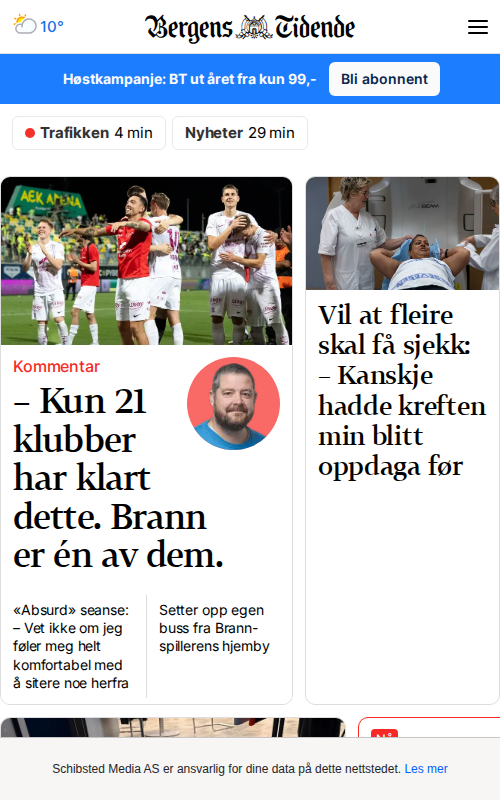 10°
Bergens Tidende
Høstkampanje: BT ut året fra kun 99,-
Bli abonnent
Trafikken 4 min
Nyheter 29 min
AEK ARENA
Kommentar
– Kun 21
klubber
har klart
dette. Brann
er én av dem.
«Absurd» seanse:
– Vet ikke om jeg
føler meg helt
komfortabel med
å sitere noe herfra
Setter opp egen
buss fra Brann-
spillerens hjemby
Vil at fleire
skal få sjekk:
– Kanskje
hadde kreften
min blitt
oppdaga før
Schibsted Media AS er ansvarlig for dine data på dette nettstedet. Les mer